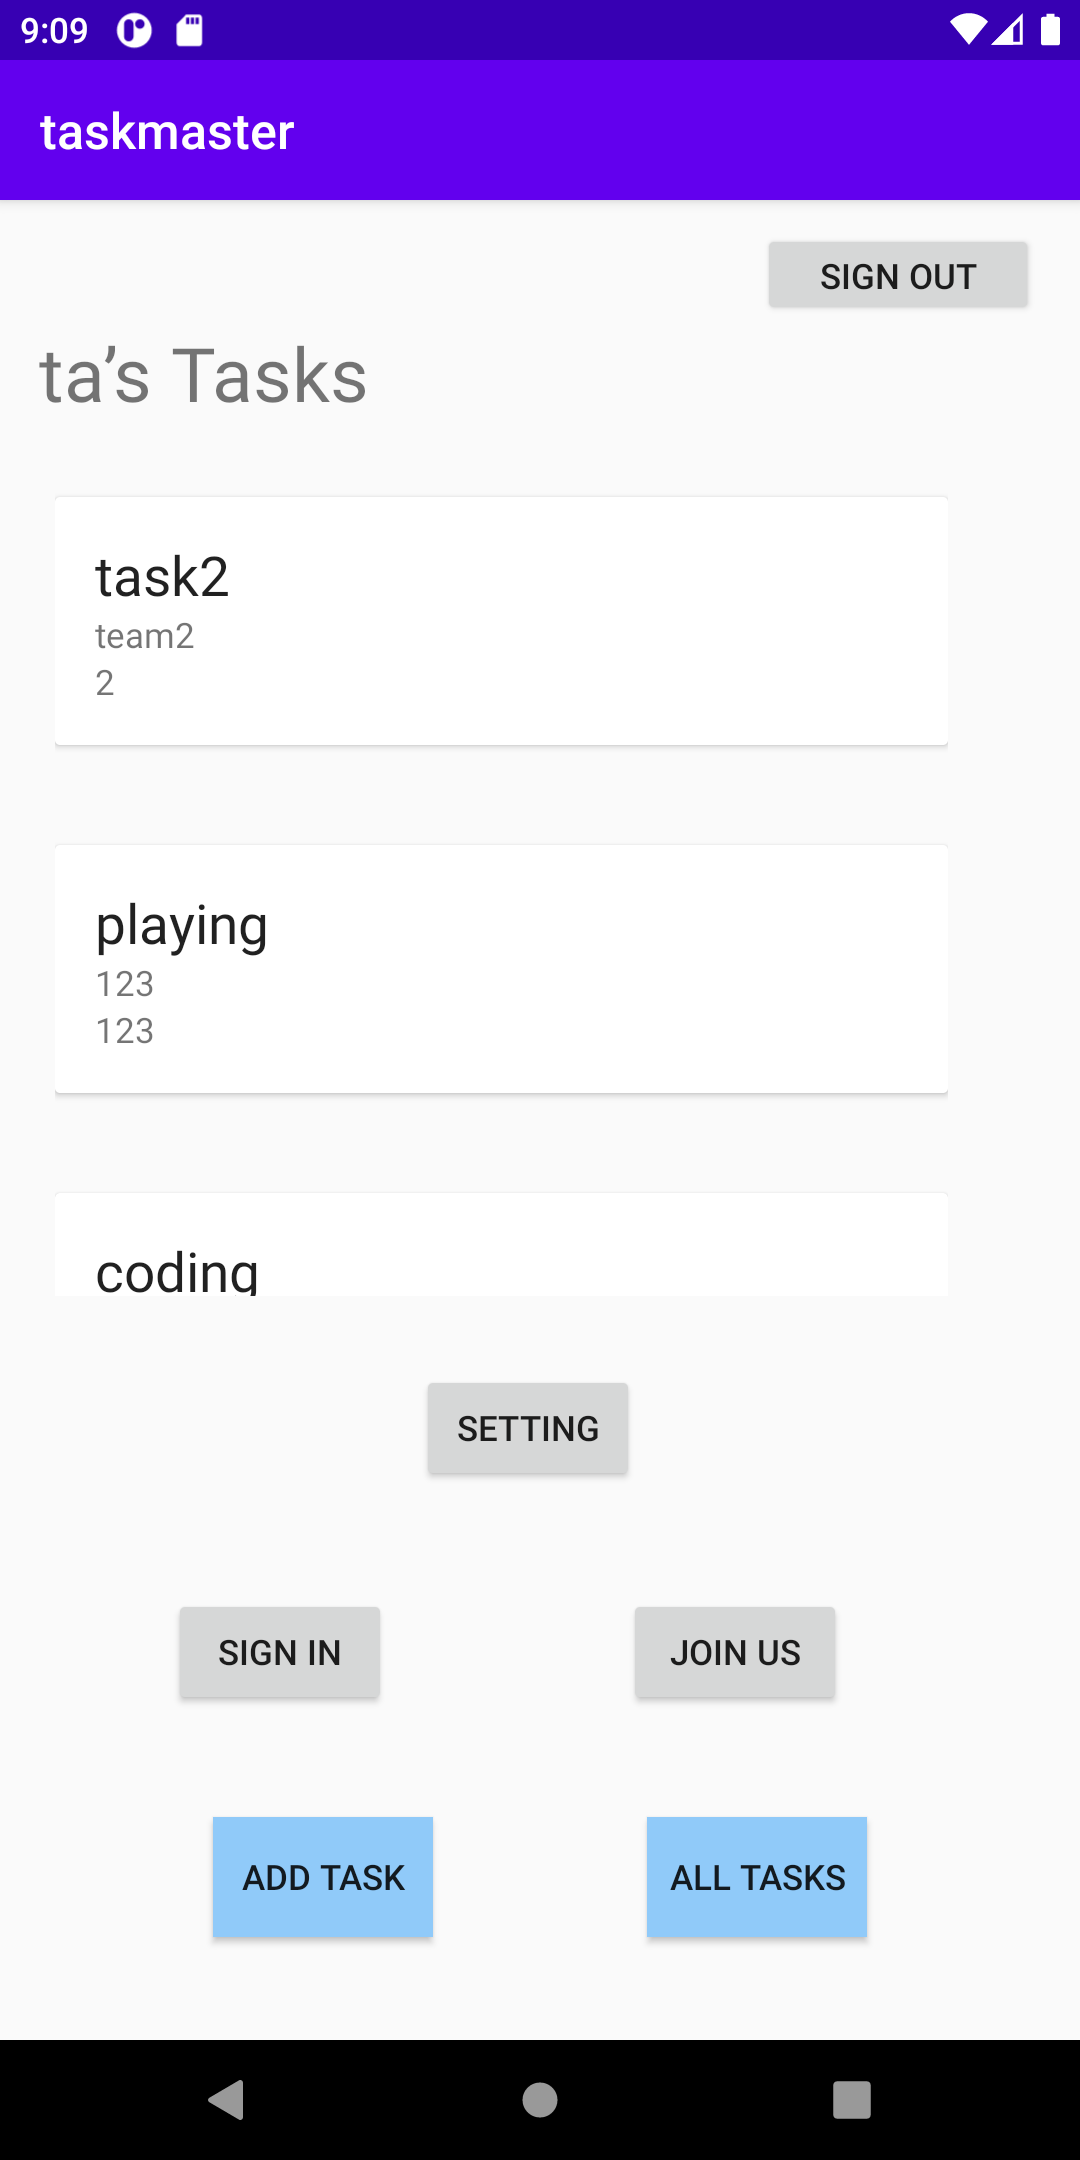 9:09
taskmaster
SIGN OUT
ta’s Tasks
task2
team2
2
playing
123
123
coding
SETTING
SIGN IN
JOIN US
ADD TASK
ALL TASKS